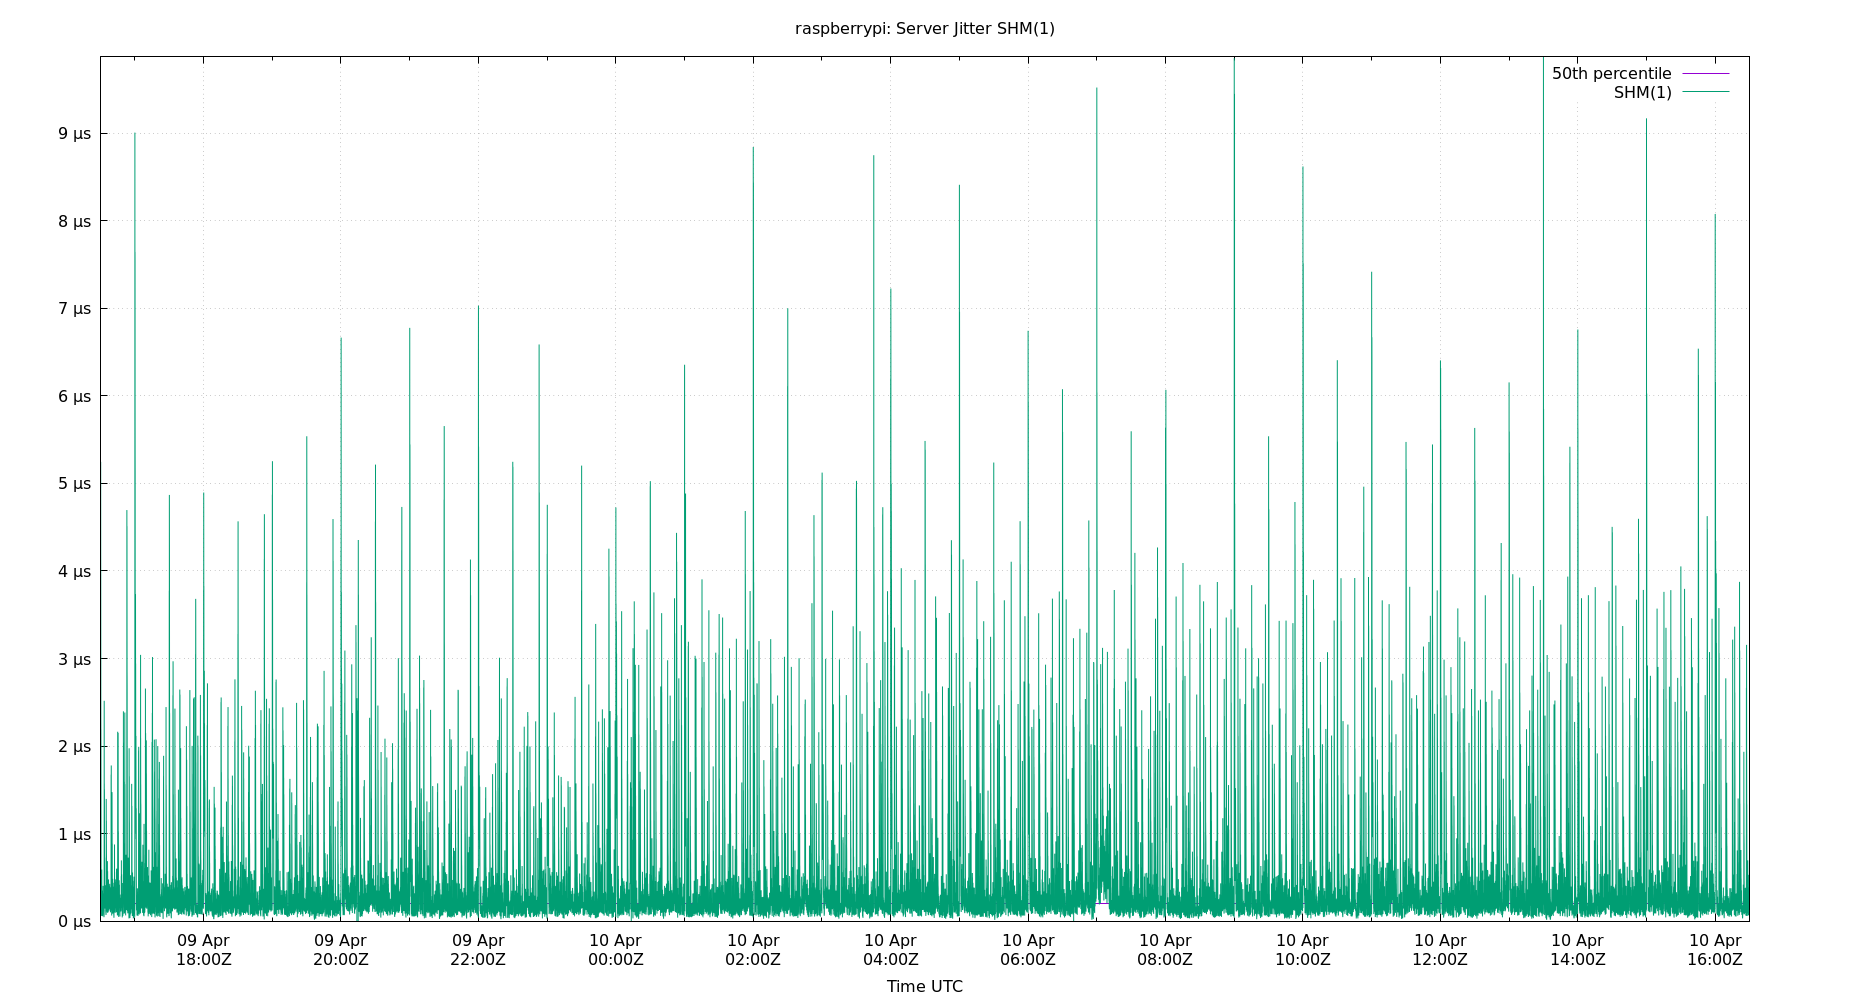 raspberrypi: Server Jitter SHM(1)
50th percentile
SHM(1)
9 µs
8 µs
7 µs
6 µs
5 µs
4 µs
3 µs
2 µs
1 µs
0 µs
09 Apr 09 Apr 09 Apr 10 Apr 10 Apr 10 Apr 10 Apr 10 Apr 10 Apr 10 Apr 10 Apr 10 Apr
18:00Z 20:00Z 22:00Z 00:00Z 02:00Z 04:00Z 06:00Z 08:00Z 10:00Z 12:00Z 14:00Z 16:00Z
Time UTC